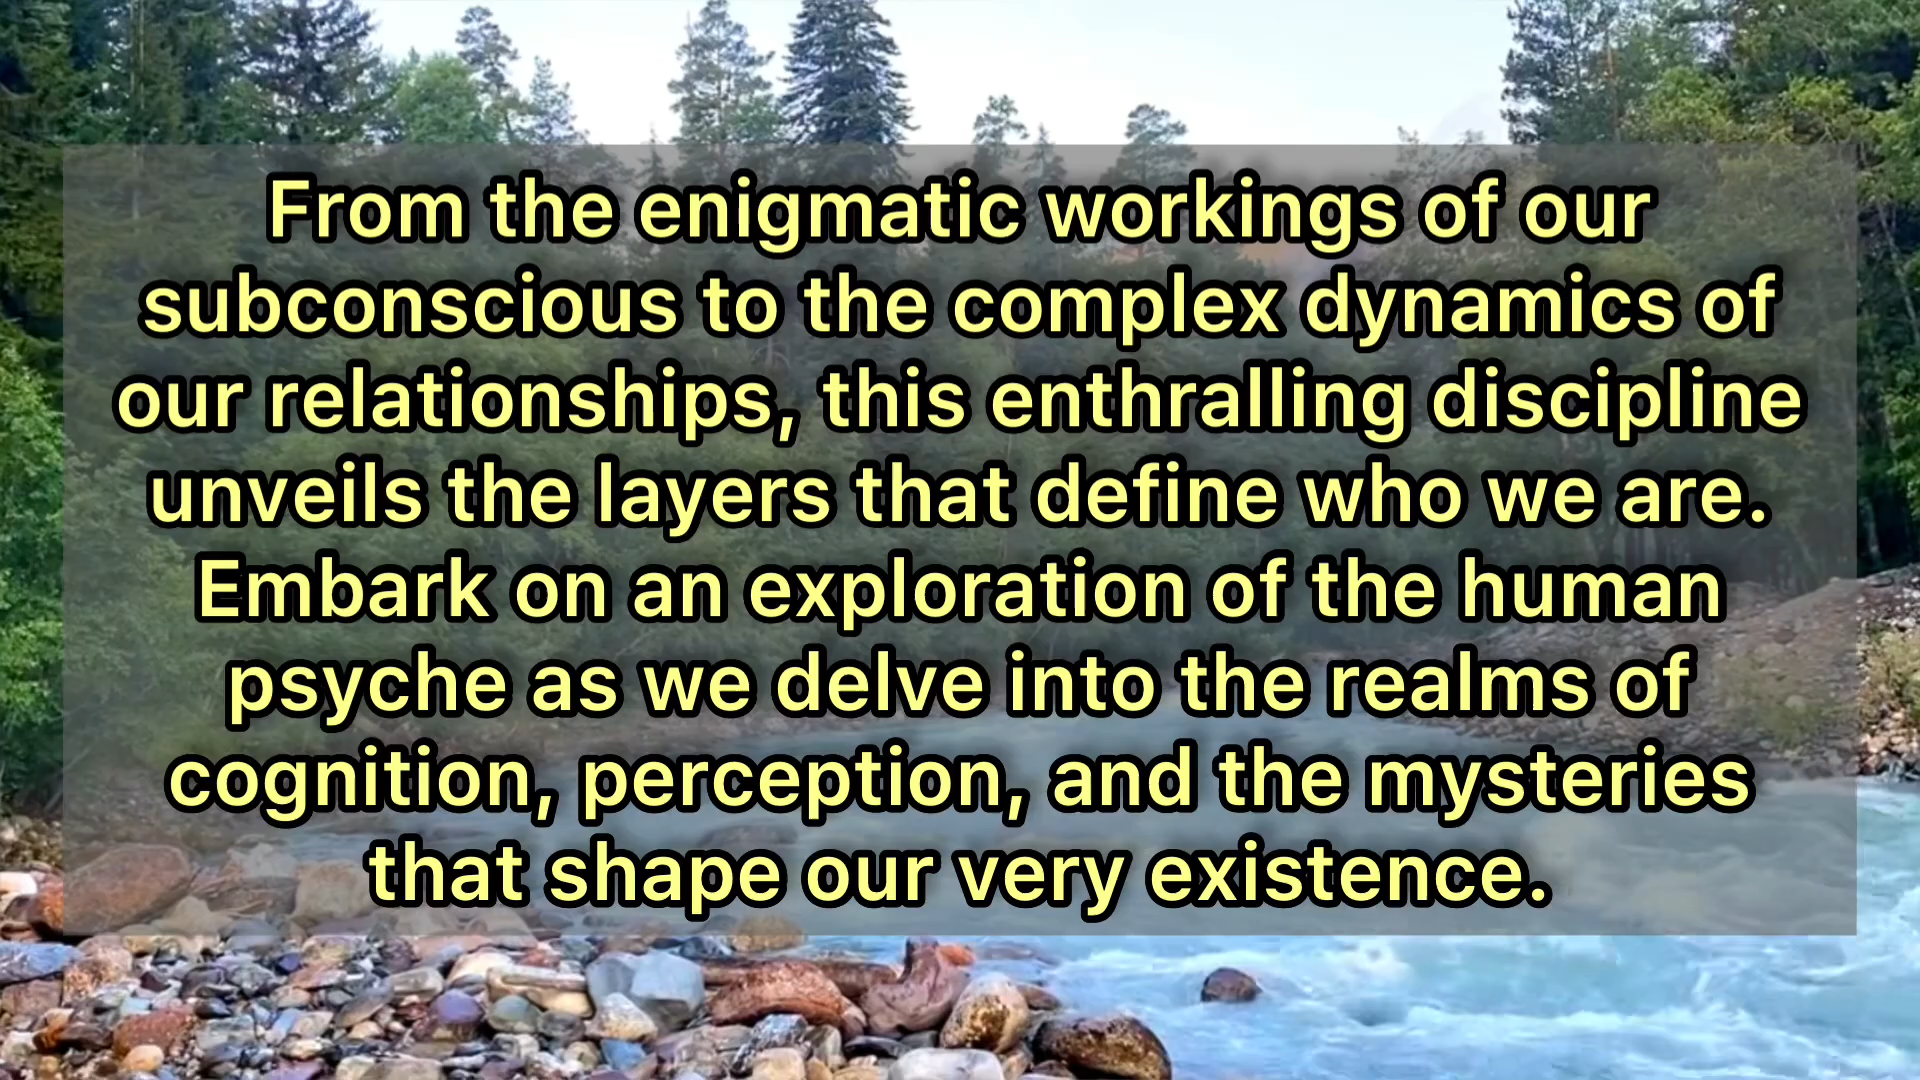 From the enigmatic workings of our
subconscious to the complex dynamics of
our relationships, this enthralling discipline
unveils the layers that define who we are.
Embark on an exploration of the human
psyche as we delve into the realms of
cognition, perception, and the mysteries
that shape our very existence.